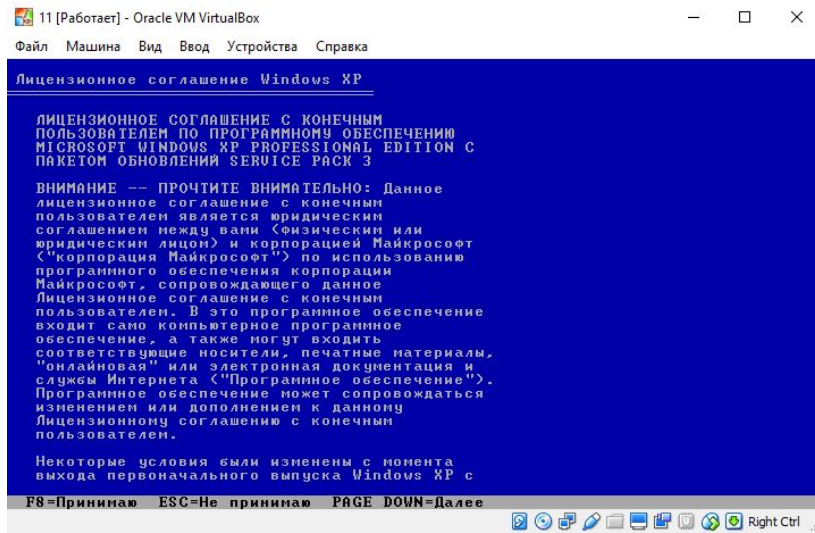 11 [Работает] - Oracle VM VirtualBox
Файл Машина Вид Ввод Устройства Справка
Лицензионное соглашение Windows XP
ЛИЦЕНЗИОННОЕ СОГЛАШЕНИЕ С КОНЕЧНЫМ
ПОЛЬЗОВАТЕЛЕМ ПО ПРОГРАММНОМУ ОБЕСПЕЧЕНИЮ
MICROSOFT WINDOWS XP PROFESSIONAL EDITION С
ПАКЕТОМ ОБНОВЛЕНИЙ SERVICE PACK 3
ВНИМАНИЕ -- ПРОЧТИТЕ ВНИМАТЕЛЬНО: Данное
лицензионное соглашение с конечным
пользователем является юридическим
соглашением между вами (физическим или
юридическим лицом) и корпорацией Майкрософт
("корпорация Майкрософт") по использованию
программного обеспечения корпорации
Майкрософт, сопровождающего данное
Лицензионное соглашение с конечным
пользователем. В это программное обеспечение
входит само компьютерное программное
обеспечение, а также могут входить
соответствующие носители, печатные материалы,
"онлайновая" или электронная документация и
службы Интернета ("Программное обеспечение").
Программное обеспечение может сопровождаться
изменением или дополнением к данному
Лицензионному соглашению с конечным
пользователем.
Некоторые условия были изменены с момента
выхода первоначального выпуска Windows XP с
F8=Принимаю ESC=Не принимаю PAGE DOWN=Далее
Right Ctrl